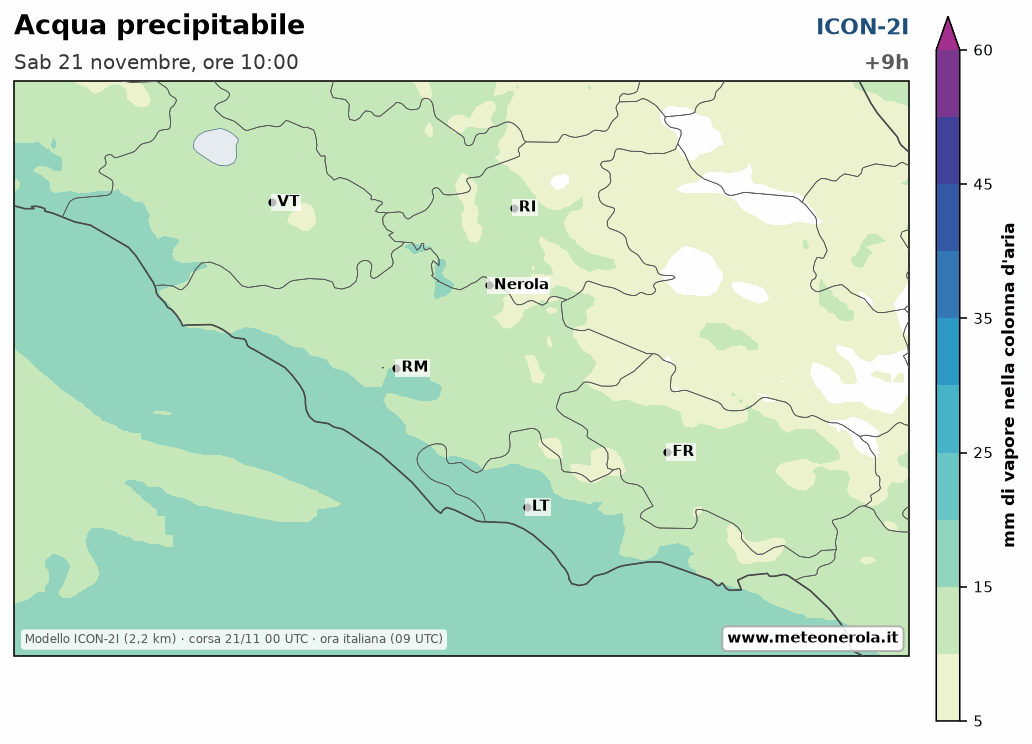 Acqua precipitabile
ICON-2I
Sab 21 novembre, ore 10:00
+9h
60
45
35
25
15
5
mm di vapore nella colonna d'aria
VT
RI
Nerola
RM
FR
LT
Modello ICON-2I (2,2 km) · corsa 21/11 00 UTC · ora italiana (09 UTC)
www.meteonerola.it